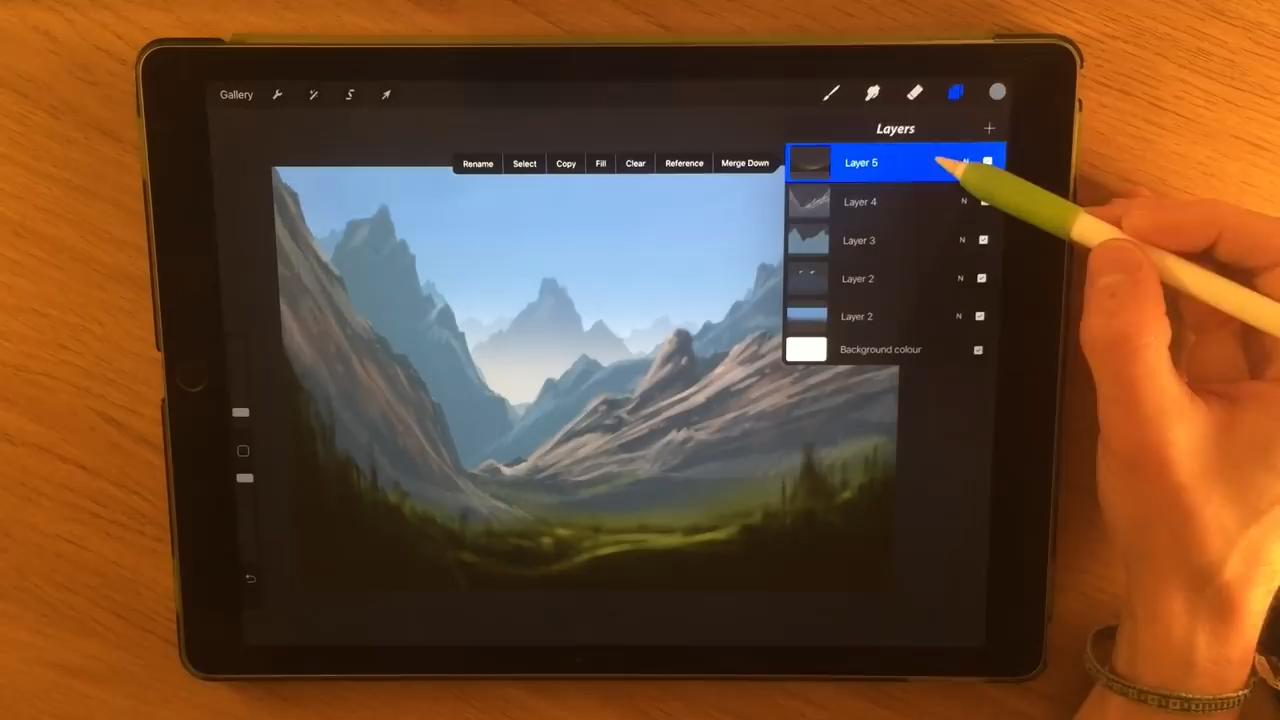 Gallery
Layers
Rename Select Copy Fill Clear Reference Merge Down
Layer 5 N
Layer 4 N
Layer 3 N
Layer 2 N
Layer 2 N
Background colour